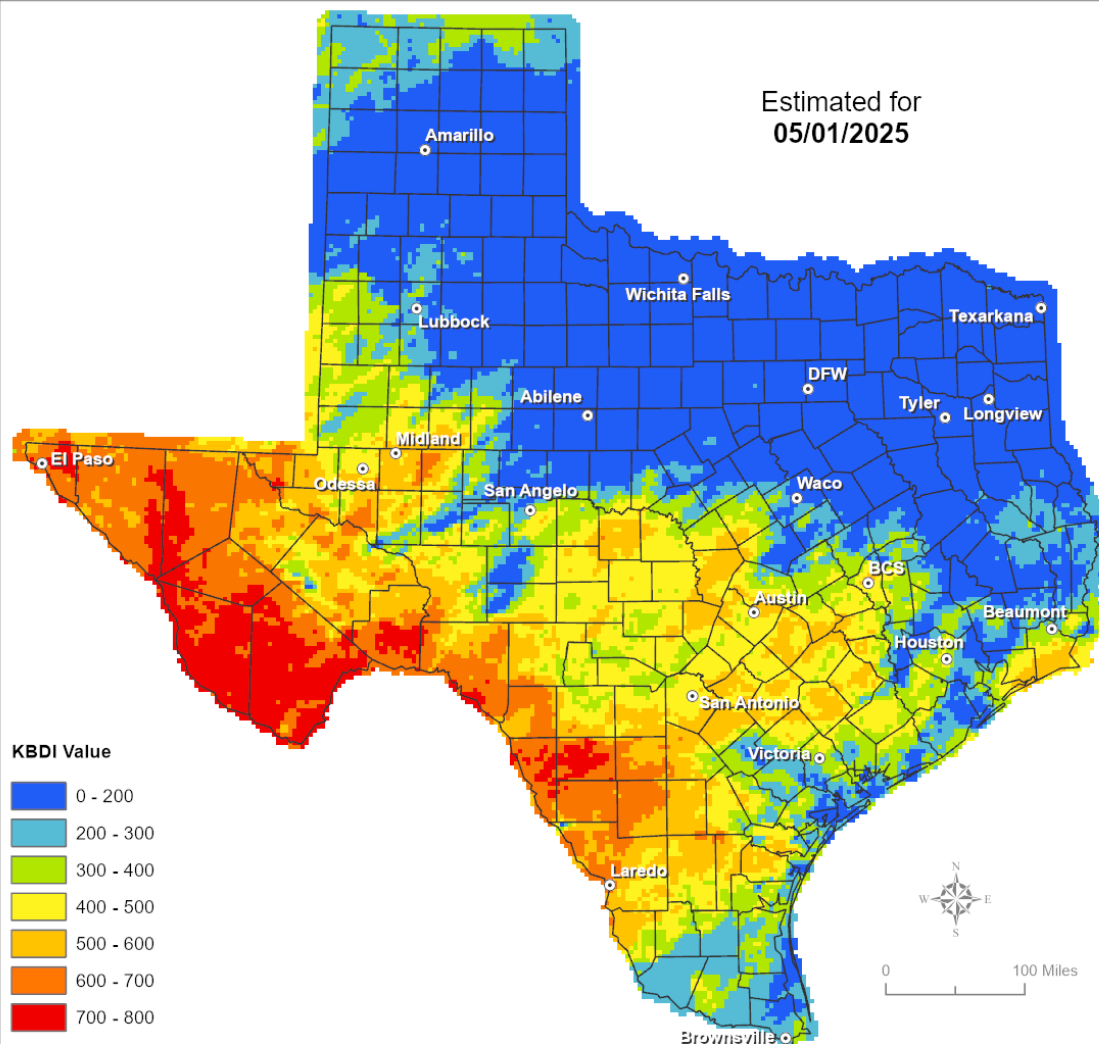 Estimated for
05/01/2025
Amarillo
Wichita Falls
Texarkana
Lubbock
DFW
Abilene
Tyler
Longview
Midland
El Paso
Odessa
San Angelo
Waco
BCS
Austin
Beaumont
Houston
San Antonio
Victoria
Laredo
Brownsville
KBDI Value
0 - 200
200 - 300
300 - 400
400 - 500
500 - 600
600 - 700
700 - 800
N
W E
S
0 100 Miles